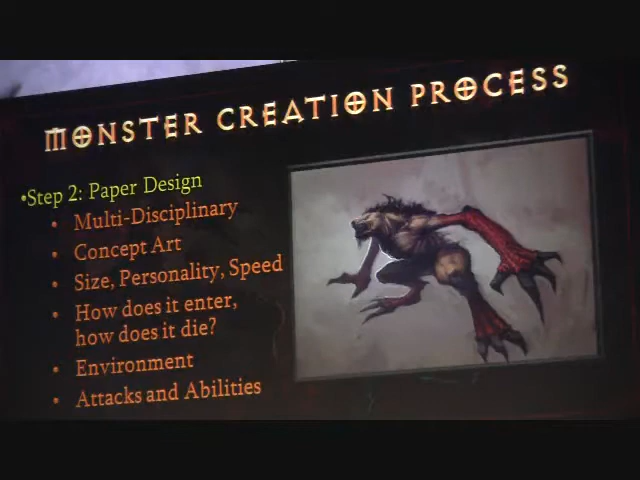 MONSTER CREATION PROCESS
•Step 2: Paper Design
• Multi-Disciplinary
• Concept Art
• Size, Personality, Speed
• How does it enter,
how does it die?
• Environment
• Attacks and Abilities